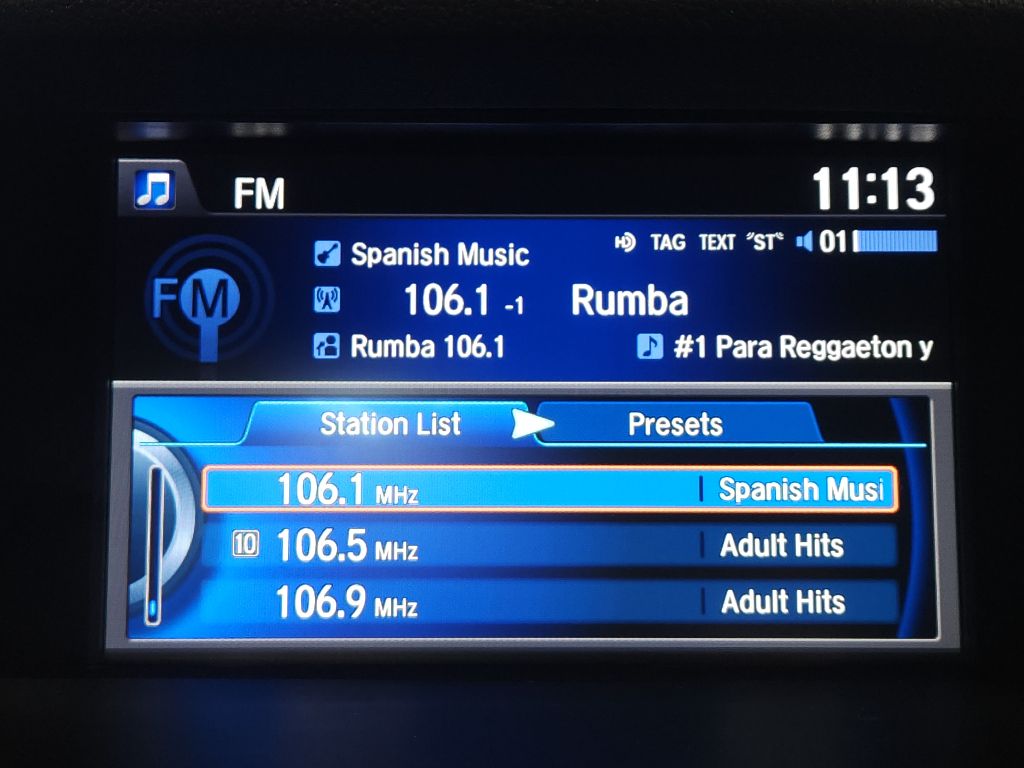 FM 11:13
Spanish Music HD TAG TEXT "ST" 01
FM 106.1 -1 Rumba
Rumba 106.1 #1 Para Reggaeton y
Station List Presets
106.1 MHz Spanish Musi
10 106.5 MHz Adult Hits
106.9 MHz Adult Hits